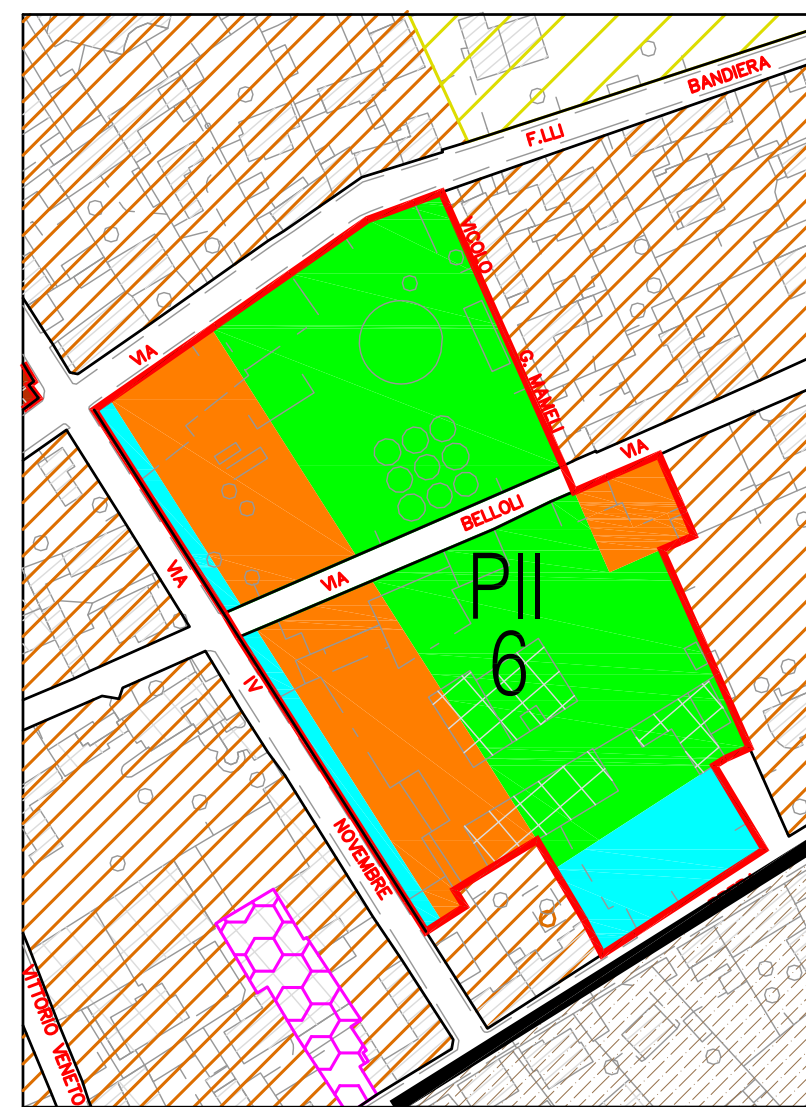 BANDIERA
F.LLI
VICOLO
VIA
G. MAMELI
VIA
BELLOLI
VIA
VIA
PII
6
IV
NOVEMBRE
VITTORIO VENETO